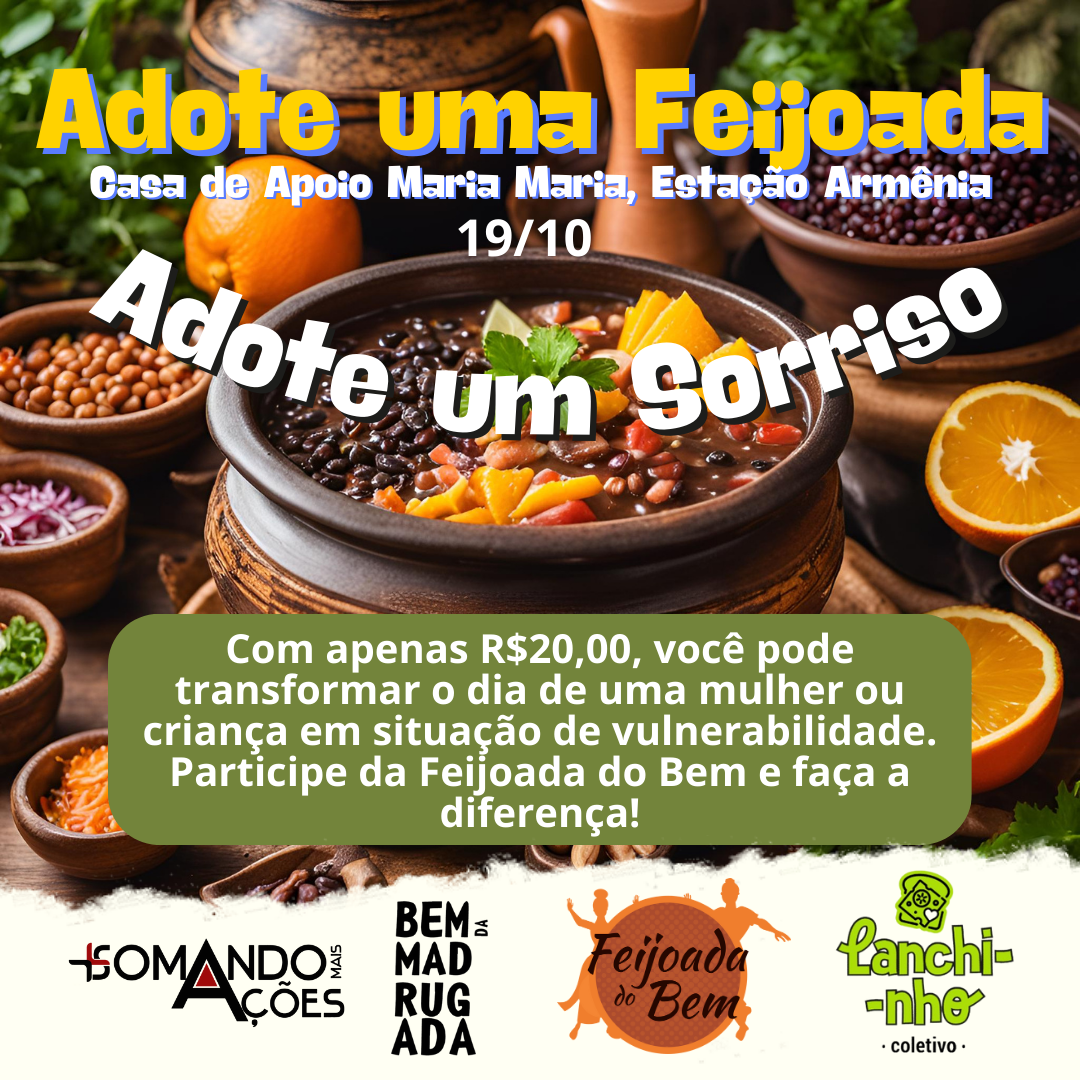 Adote uma Feijoada
Casa de Apoio Maria Maria, Estação Armênia
19/10
Adote um Sorriso
Com apenas R$20,00, você pode
transformar o dia de uma mulher ou
criança em situação de vulnerabilidade.
Participe da Feijoada do Bem e faça a
diferença!
+SOMANDO
MAIS
AÇÕES
BEM
DA
MAD
RUG
ADA
Feijoada
do Bem
Lanchi-
-nho
· coletivo ·